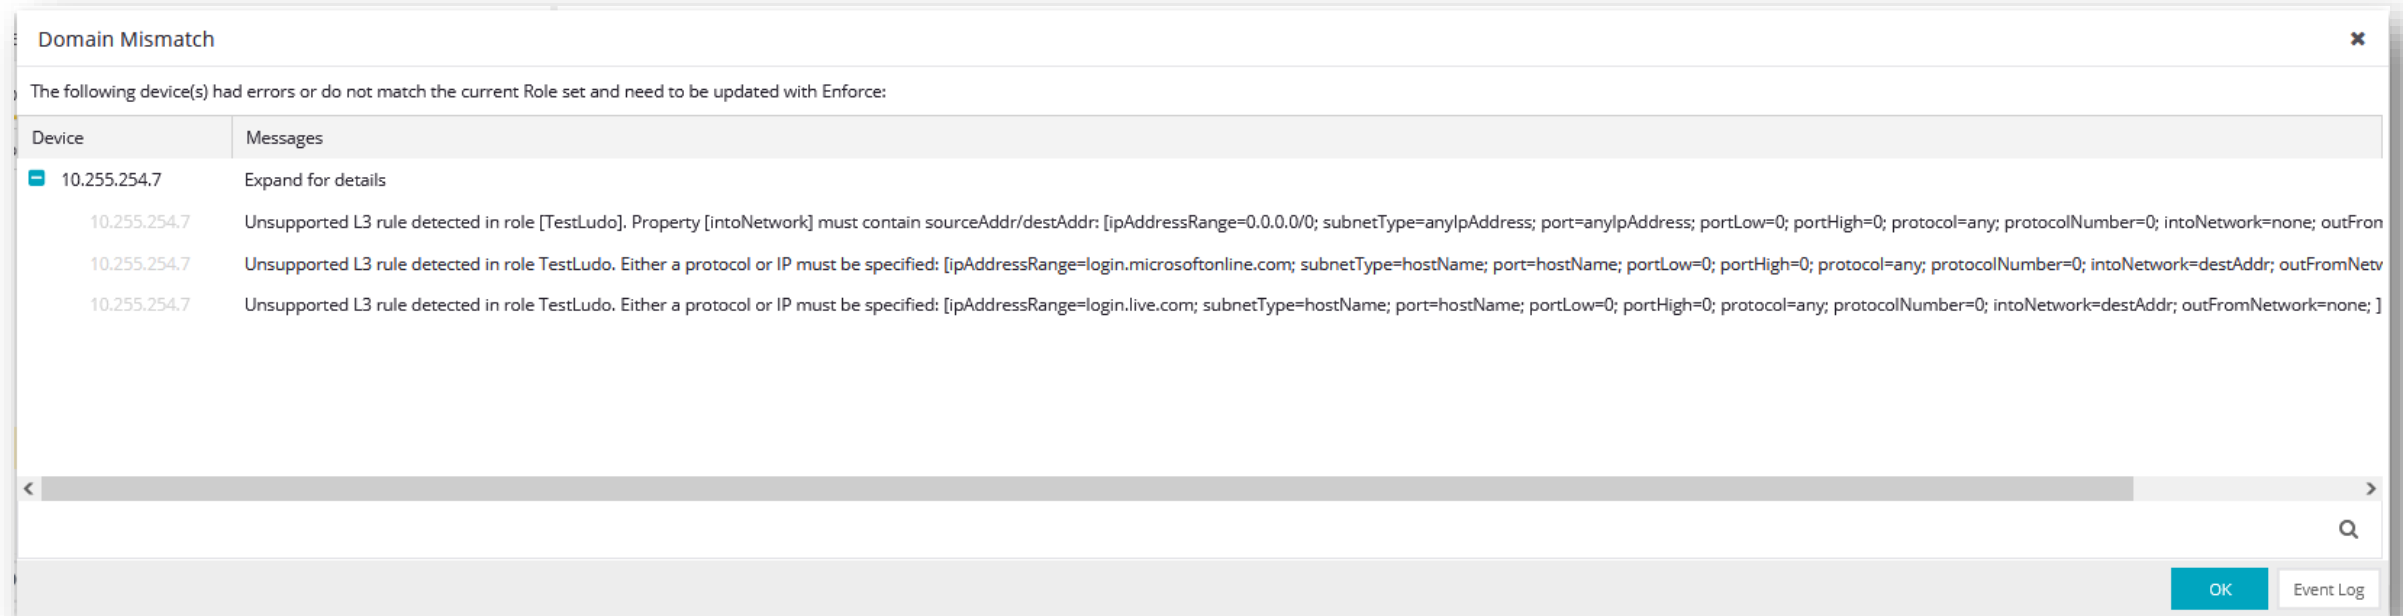 Domain Mismatch
The following device(s) had errors or do not match the current Role set and need to be updated with Enforce:
Device Messages
10.255.254.7 Expand for details
10.255.254.7 Unsupported L3 rule detected in role [TestLudo]. Property [intoNetwork] must contain sourceAddr/destAddr: [ipAddressRange=0.0.0.0/0; subnetType=anyIpAddress; port=anyIpAddress; portLow=0; portHigh=0; protocol=any; protocolNumber=0; intoNetwork=none; outFron
10.255.254.7 Unsupported L3 rule detected in role TestLudo. Either a protocol or IP must be specified: [ipAddressRange=login.microsoftonline.com; subnetType=hostName; port=hostName; portLow=0; portHigh=0; protocol=any; protocolNumber=0; intoNetwork=destAddr; outFromNetw
10.255.254.7 Unsupported L3 rule detected in role TestLudo. Either a protocol or IP must be specified: [ipAddressRange=login.live.com; subnetType=hostName; port=hostName; portLow=0; portHigh=0; protocol=any; protocolNumber=0; intoNetwork=destAddr; outFromNetwork=none; ]
OK Event Log